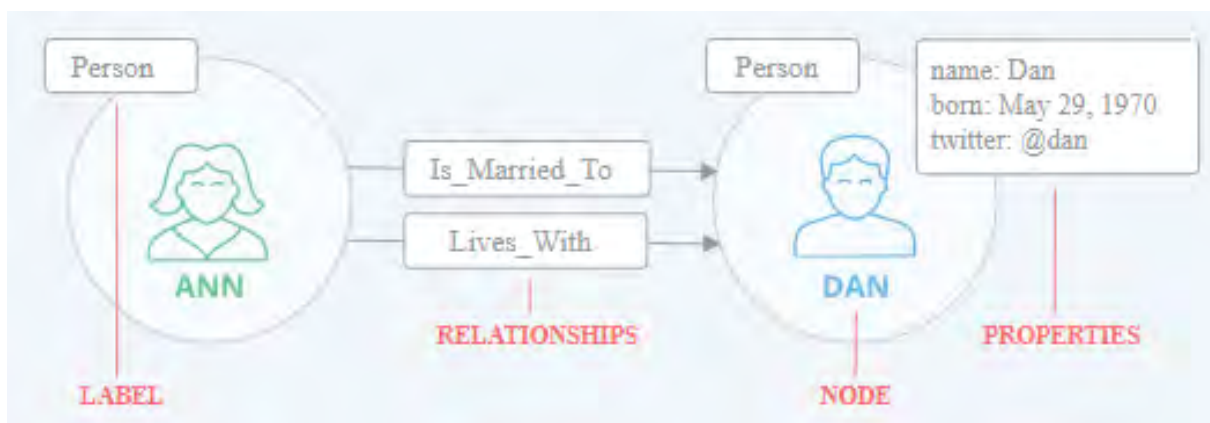 Person
Person
name: Dan
born: May 29, 1970
twitter: @dan
Is_Married_To
Lives_With
ANN
DAN
RELATIONSHIPS
PROPERTIES
LABEL
NODE